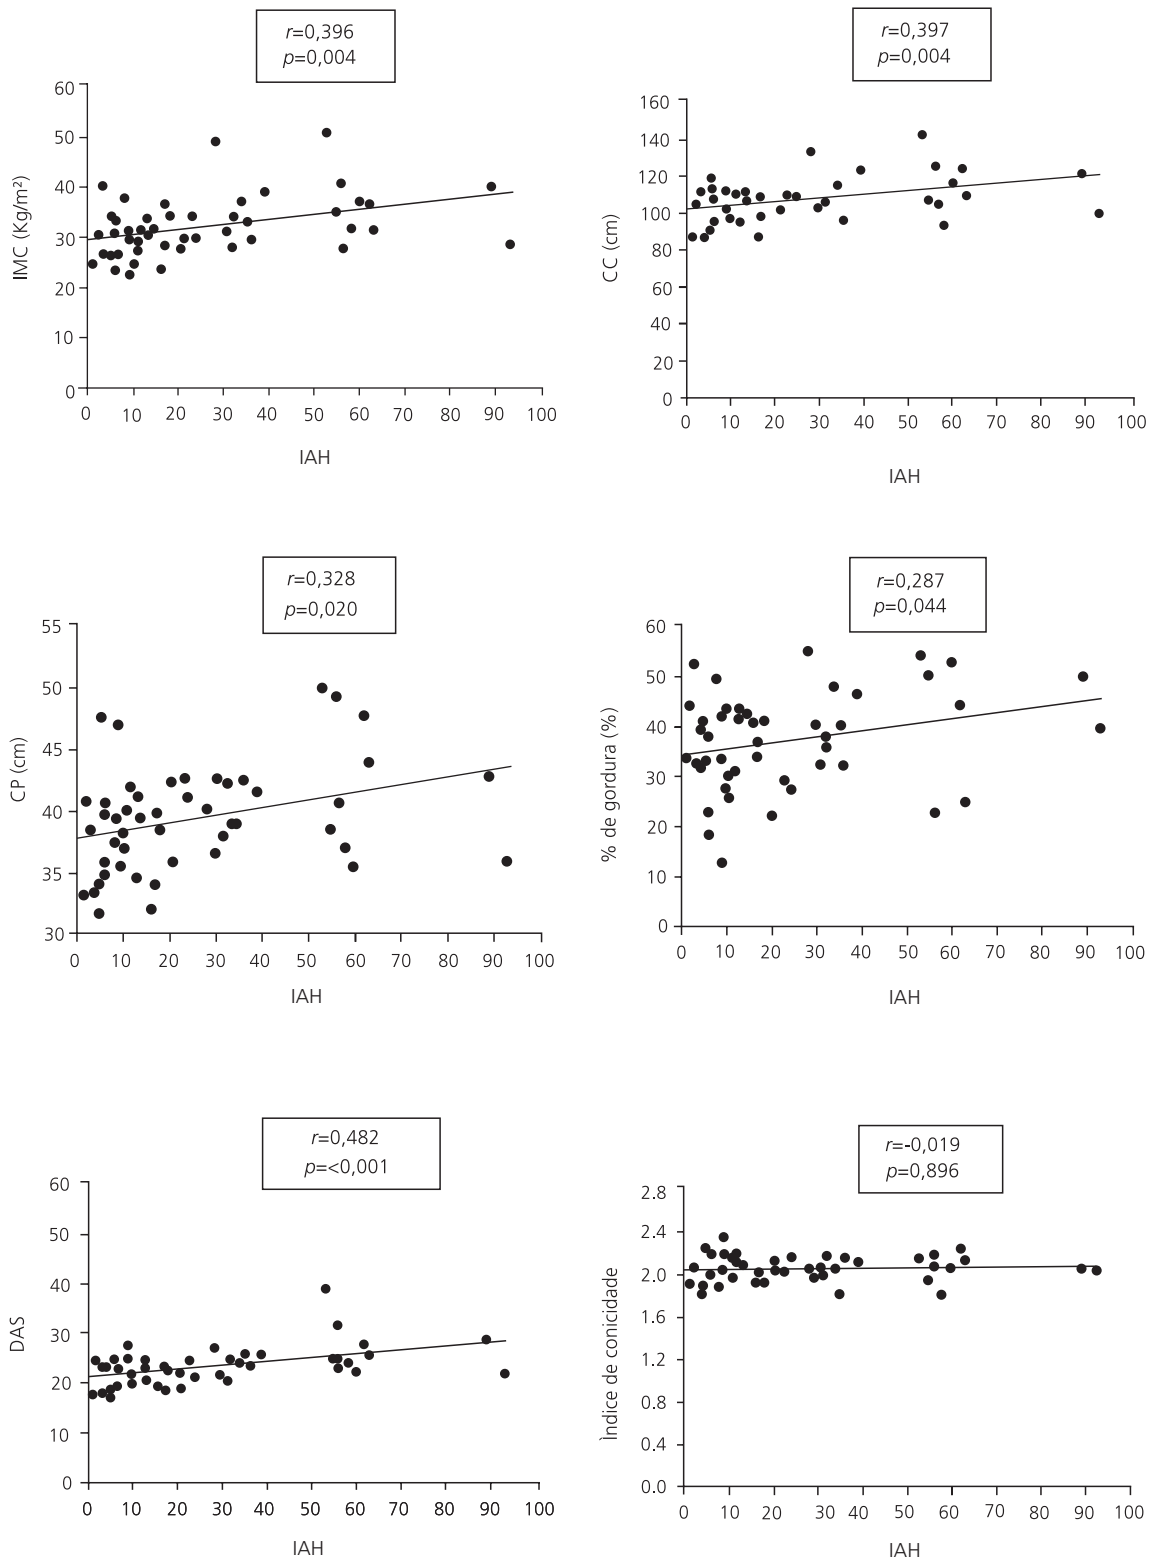 r=0,396
p=0,004
60
50
40
30
20
10
0
IMC (Kg/m²)
0 10 20 30 40 50 60 70 80 90 100
IAH
r=0,397
p=0,004
160
140
120
100
80
60
40
20
0
CC (cm)
0 10 20 30 40 50 60 70 80 90 100
IAH
r=0,328
p=0,020
55
50
45
40
35
30
CP (cm)
0 10 20 30 40 50 60 70 80 90 100
IAH
r=0,287
p=0,044
60
50
40
30
20
10
0
% de gordura (%)
0 10 20 30 40 50 60 70 80 90 100
IAH
r=0,482
p=<0,001
60
50
40
30
20
10
0
DAS
0 10 20 30 40 50 60 70 80 90 100
IAH
r=-0,019
p=0,896
2.8
2.4
2.0
1.6
1.2
0.8
0.4
0.0
Ìndice de conicidade
0 10 20 30 40 50 60 70 80 90 100
IAH